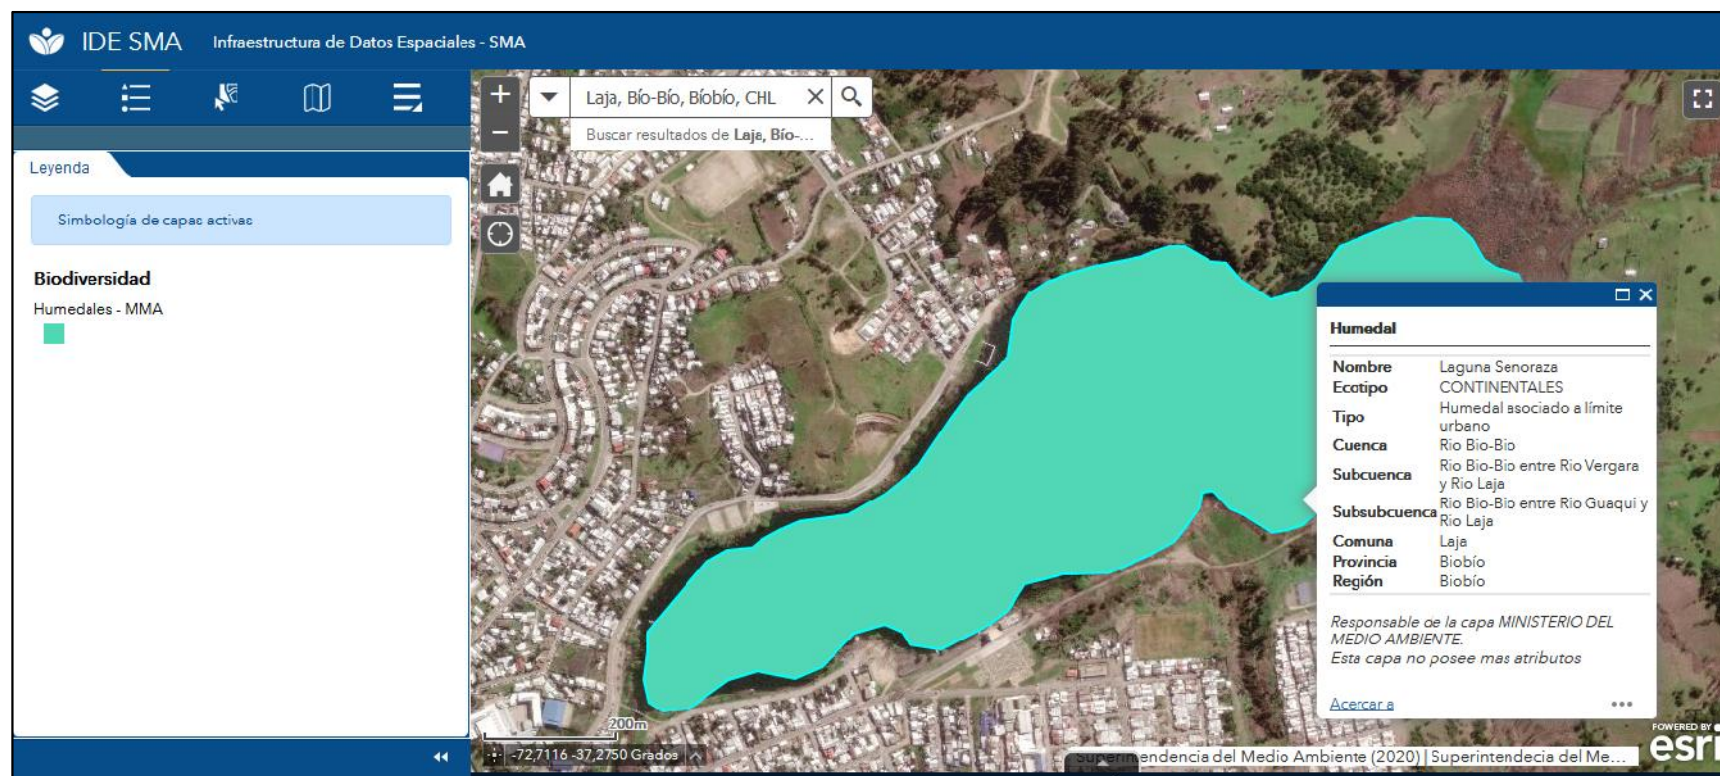 IDE SMA
Infraestructura de Datos Espaciales - SMA
Leyenda
Simbología de capas activas
Biodiversidad
Humedales - MMA
Laja, Bío-Bío, Bíobío, CHL
Buscar resultados de Laja, Bío-...
Humedal
Nombre Laguna Senoraza
Ecotipo CONTINENTALES
Tipo Humedal asociado a límite
urbano
Cuenca Rio Bio-Bio
Subcuenca Rio Bio-Bio entre Rio Vergara
y Rio Laja
Subsubcuenca Rio Bio-Bio entre Rio Guaqui y
Rio Laja
Comuna Laja
Provincia Biobío
Región Biobío
Responsable de la capa MINISTERIO DEL
MEDIO AMBIENTE.
Esta capa no posee mas atributos
Acercar a
200m
-72,7116 -37,2750 Grados
Superintendencia del Medio Ambiente (2020) | Superintendecia del Me...
POWERED BY
esri